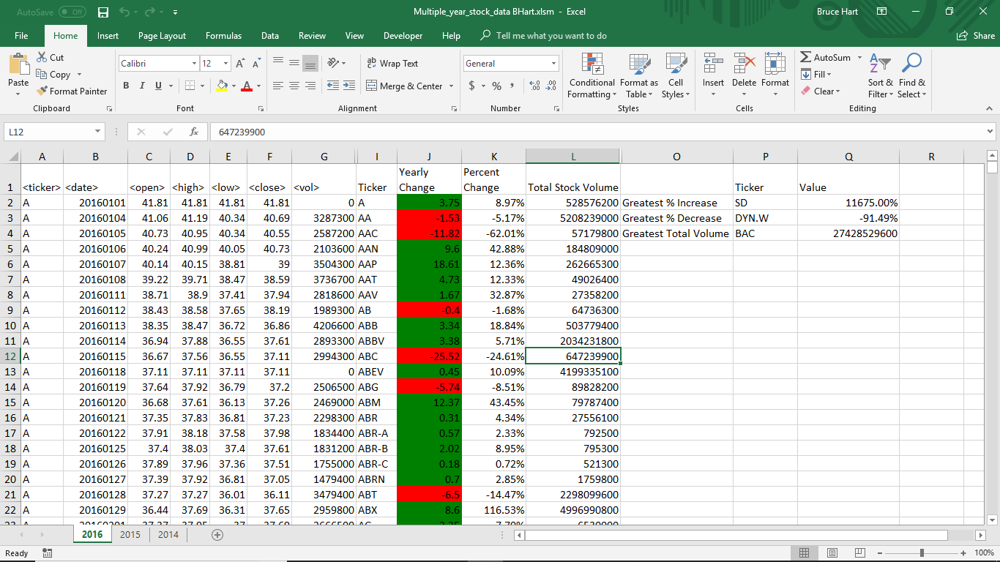 AutoSave Off Multiple_year_stock_data BHart.xlsm - Excel Bruce Hart
File Home Insert Page Layout Formulas Data Review View Developer Help Tell me what you want to do Share
Paste Cut Copy Format Painter Calibri 12 A A Wrap Text General Conditional Formatting Format as Table Cell Styles Insert Delete Format AutoSum Fill Clear Sort & Filter Find & Select
B I U A Merge & Center $ % ,
Clipboard Font Alignment Number Styles Cells Editing
L12 fx 647239900
A B C D E F G I J K L O P Q R
1 <ticker> <date> <open> <high> <low> <close> <vol> Ticker Yearly Change Percent Change Total Stock Volume Ticker Value
2 A 20160101 41.81 41.81 41.81 41.81 0 A 3.75 8.97% 528576200 Greatest % Increase SD 11675.00%
3 A 20160104 41.06 41.19 40.34 40.69 3287300 AA -1.53 -5.17% 5208239000 Greatest % Decrease DYN.W -91.49%
4 A 20160105 40.73 40.95 40.34 40.55 2587200 AAC -11.82 -62.01% 57179800 Greatest Total Volume BAC 27428529600
5 A 20160106 40.24 40.99 40.05 40.73 2103600 AAN 9.6 42.88% 184809000
6 A 20160107 40.14 40.15 38.81 39 3504300 AAP 18.61 12.36% 262665300
7 A 20160108 39.22 39.71 38.47 38.59 3736700 AAT 4.73 12.33% 49026400
8 A 20160111 38.71 38.9 37.41 37.94 2818600 AAV 1.67 32.87% 27358200
9 A 20160112 38.43 38.58 37.65 38.19 1989300 AB -0.4 -1.68% 64736300
10 A 20160113 38.35 38.47 36.72 36.86 4206600 ABB 3.34 18.84% 503779400
11 A 20160114 36.94 37.88 36.55 37.61 2893300 ABBV 3.38 5.71% 2034231800
12 A 20160115 36.67 37.56 36.55 37.11 2994300 ABC -25.52 -24.61% 647239900
13 A 20160118 37.11 37.11 37.11 37.11 0 ABEV 0.45 10.09% 4199335100
14 A 20160119 37.64 37.92 36.79 37.2 2506500 ABG -5.74 -8.51% 89828200
15 A 20160120 36.68 37.61 36.13 37.26 2469000 ABM 12.37 43.45% 79787400
16 A 20160121 37.35 37.83 36.81 37.23 2298300 ABR 0.31 4.34% 27556100
17 A 20160122 37.91 38.18 37.58 37.98 1834400 ABR-A 0.57 2.33% 792500
18 A 20160125 37.4 38.03 37.4 37.61 1831200 ABR-B 2.02 8.95% 795300
19 A 20160126 37.89 37.96 37.36 37.51 1755000 ABR-C 0.18 0.72% 521300
20 A 20160127 37.39 37.92 36.81 37.05 1479400 ABRN 0.7 2.85% 1759800
21 A 20160128 37.27 37.27 36.01 36.11 3479400 ABT -6.5 -14.47% 2298099600
22 A 20160129 36.44 37.69 36.31 37.65 2959800 ABX 8.6 116.53% 4996990800
2016 2015 2014
Ready 100%